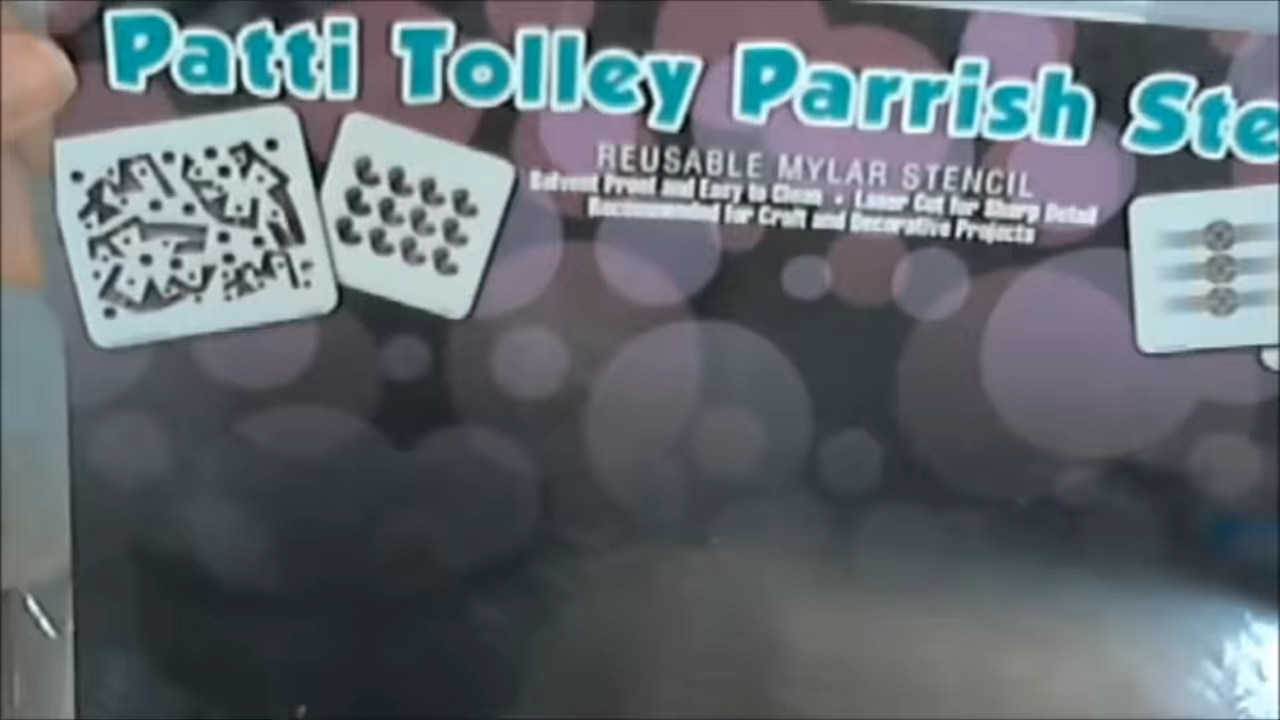 Patti Tolley Parrish Ste
REUSABLE MYLAR STENCIL
Solvent Proof and Easy to Clean • Laser Cut for Sharp Detail
Recommended for Craft and Decorative Projects